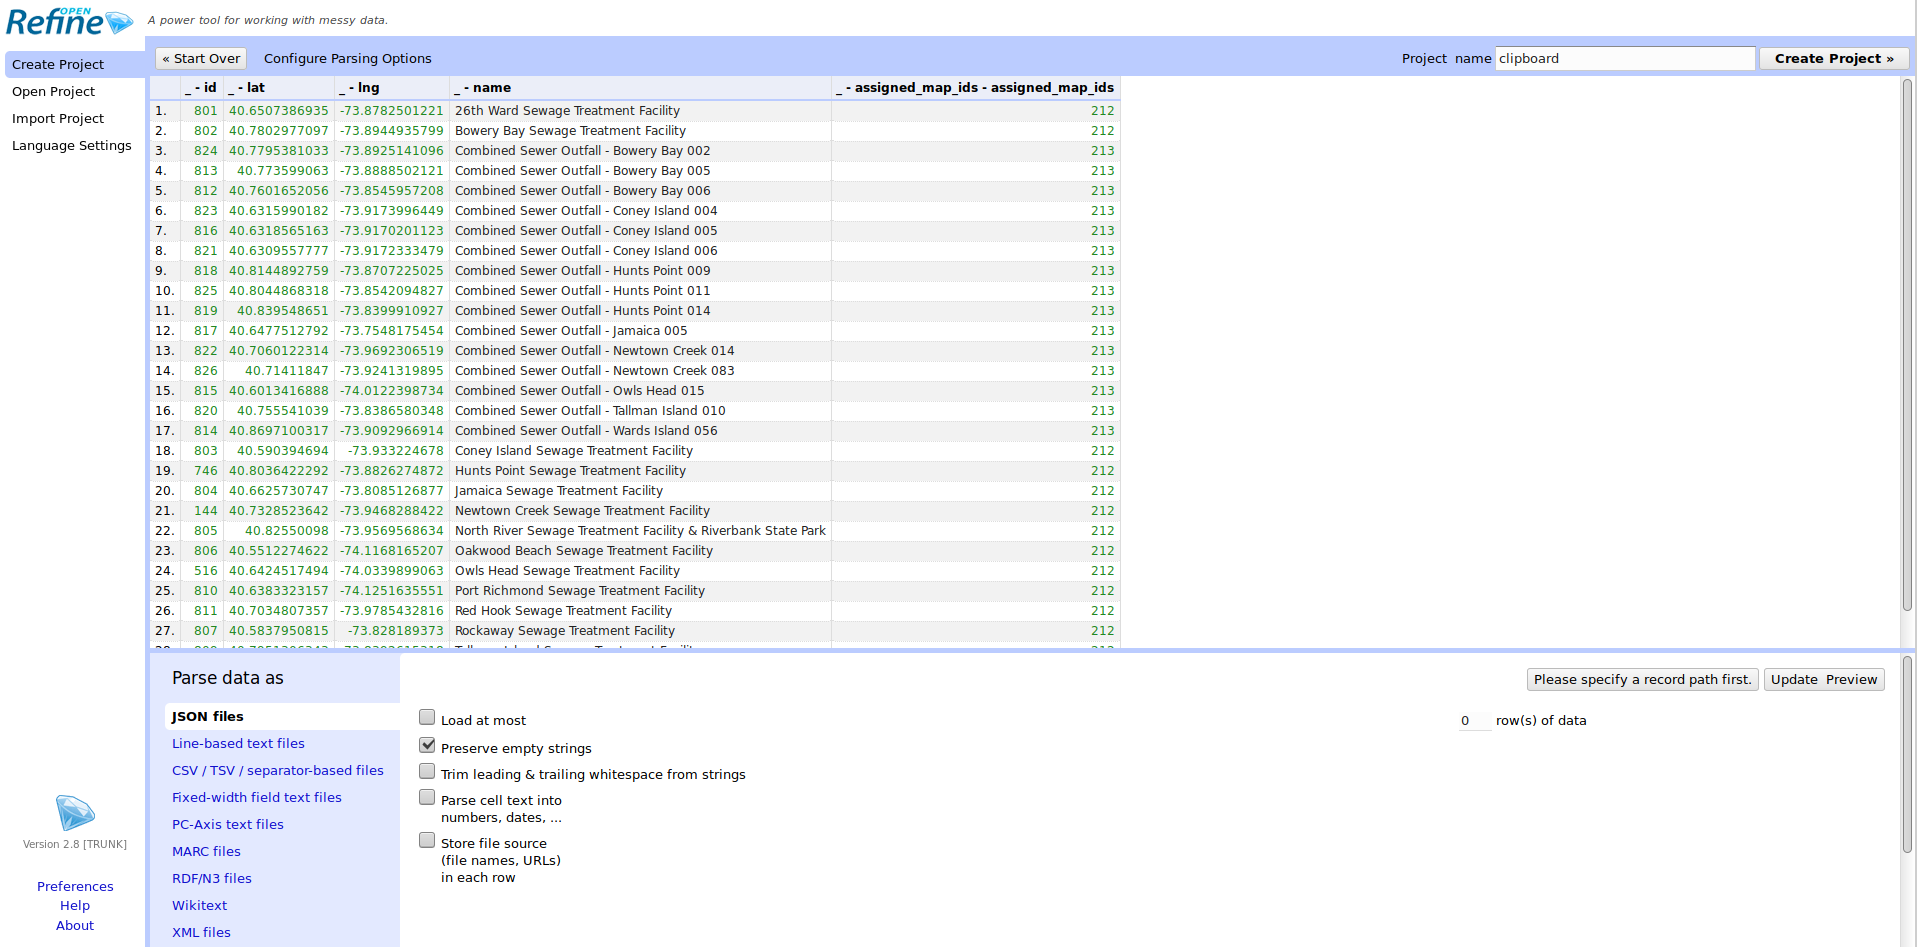 OPEN
Refine
A power tool for working with messy data.
Create Project
Open Project
Import Project
Language Settings
« Start Over Configure Parsing Options Project name clipboard Create Project »
_ - id _ - lat _ - lng _ - name _ - assigned_map_ids - assigned_map_ids
1. 801 40.6507386935 -73.8782501221 26th Ward Sewage Treatment Facility 212
2. 802 40.7802977097 -73.8944935799 Bowery Bay Sewage Treatment Facility 212
3. 824 40.7795381033 -73.8925141096 Combined Sewer Outfall - Bowery Bay 002 213
4. 813 40.773599063 -73.8888502121 Combined Sewer Outfall - Bowery Bay 005 213
5. 812 40.7601652056 -73.8545957208 Combined Sewer Outfall - Bowery Bay 006 213
6. 823 40.6315990182 -73.9173996449 Combined Sewer Outfall - Coney Island 004 213
7. 816 40.6318565163 -73.9170201123 Combined Sewer Outfall - Coney Island 005 213
8. 821 40.6309557777 -73.9172333479 Combined Sewer Outfall - Coney Island 006 213
9. 818 40.8144892759 -73.8707225025 Combined Sewer Outfall - Hunts Point 009 213
10. 825 40.8044868318 -73.8542094827 Combined Sewer Outfall - Hunts Point 011 213
11. 819 40.839548651 -73.8399910927 Combined Sewer Outfall - Hunts Point 014 213
12. 817 40.6477512792 -73.7548175454 Combined Sewer Outfall - Jamaica 005 213
13. 822 40.7060122314 -73.9692306519 Combined Sewer Outfall - Newtown Creek 014 213
14. 826 40.71411847 -73.9241319895 Combined Sewer Outfall - Newtown Creek 083 213
15. 815 40.6013416888 -74.0122398734 Combined Sewer Outfall - Owls Head 015 213
16. 820 40.755541039 -73.8386580348 Combined Sewer Outfall - Tallman Island 010 213
17. 814 40.8697100317 -73.9092966914 Combined Sewer Outfall - Wards Island 056 213
18. 803 40.590394694 -73.933224678 Coney Island Sewage Treatment Facility 212
19. 746 40.8036422292 -73.8826274872 Hunts Point Sewage Treatment Facility 212
20. 804 40.6625730747 -73.8085126877 Jamaica Sewage Treatment Facility 212
21. 144 40.7328523642 -73.9468288422 Newtown Creek Sewage Treatment Facility 212
22. 805 40.82550098 -73.9569568634 North River Sewage Treatment Facility & Riverbank State Park 212
23. 806 40.5512274622 -74.1168165207 Oakwood Beach Sewage Treatment Facility 212
24. 516 40.6424517494 -74.0339899063 Owls Head Sewage Treatment Facility 212
25. 810 40.6383323157 -74.1251635551 Port Richmond Sewage Treatment Facility 212
26. 811 40.7034807357 -73.9785432816 Red Hook Sewage Treatment Facility 212
27. 807 40.5837950815 -73.828189373 Rockaway Sewage Treatment Facility 212
Parse data as
JSON files
Line-based text files
CSV / TSV / separator-based files
Fixed-width field text files
PC-Axis text files
MARC files
RDF/N3 files
Wikitext
XML files
Please specify a record path first. Update Preview
Load at most 0 row(s) of data
Preserve empty strings
Trim leading & trailing whitespace from strings
Parse cell text into
numbers, dates, ...
Store file source
(file names, URLs)
in each row
Version 2.8 [TRUNK]
Preferences
Help
About